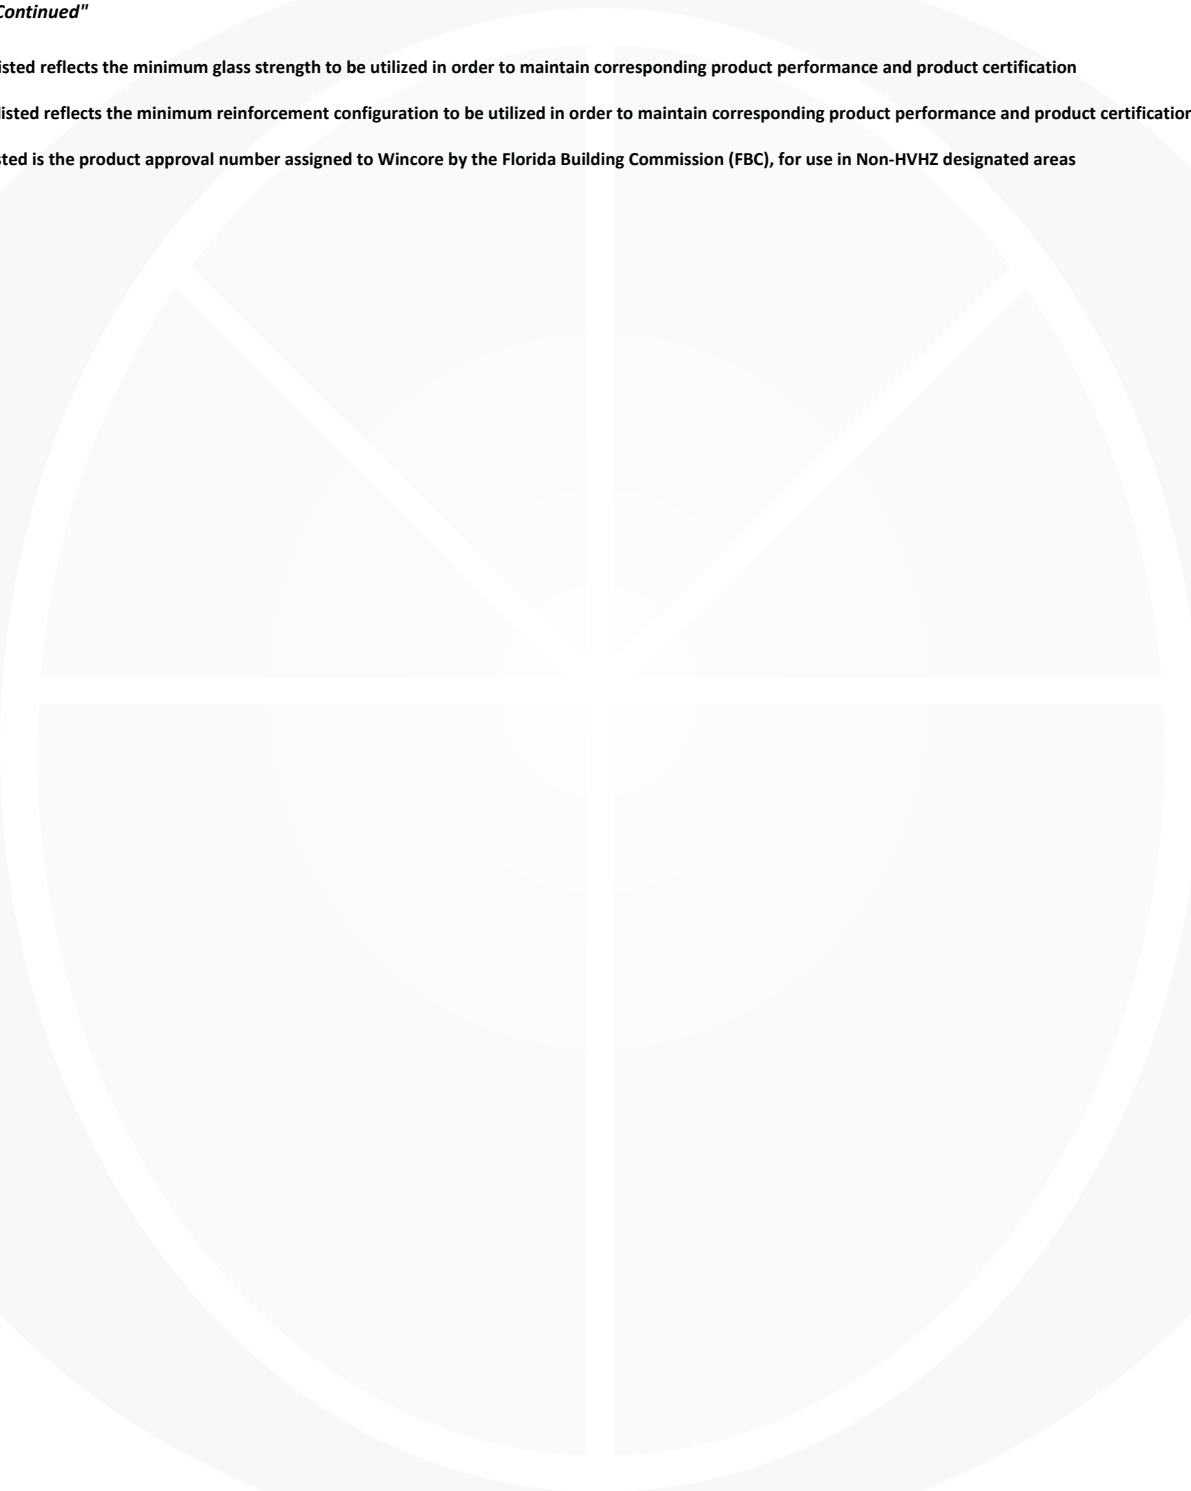 Continued"
isted reflects the minimum glass strength to be utilized in order to maintain corresponding product performance and product certification
listed reflects the minimum reinforcement configuration to be utilized in order to maintain corresponding product performance and product certification
sted is the product approval number assigned to Wincore by the Florida Building Commission (FBC), for use in Non-HVHZ designated areas